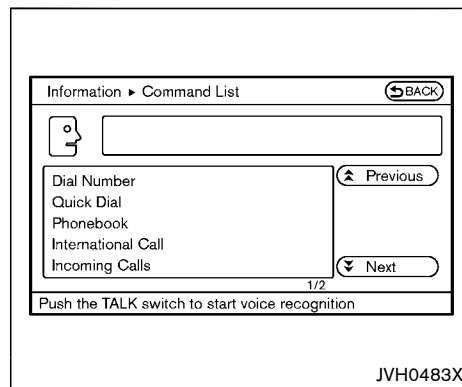 Information ▸ Command List
BACK
Dial Number
Quick Dial
Phonebook
International Call
Incoming Calls
Previous
Next
1/2
Push the TALK switch to start voice recognition
JVH0483X